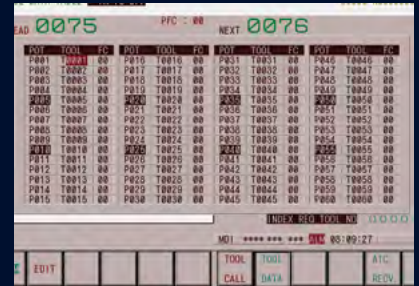 0075 PFC : 00 NEXT 0076
POT TOOL FC POT TOOL FC POT TOOL FC POT TOOL FC
P001 T0001 00 P016 T0016 00 P031 T0031 00 P046 T0046 00
P002 T0002 00 P017 T0017 00 P032 T0032 00 P047 T0047 00
P003 T0003 00 P018 T0018 00 P033 T0033 00 P048 T0048 00
P004 T0004 00 P019 T0019 00 P034 T0034 00 P049 T0049 00
P005 T0005 00 P020 T0020 00 P035 T0035 00 P050 T0050 00
P006 T0006 00 P021 T0021 00 P036 T0036 00 P051 T0051 00
P007 T0007 00 P022 T0022 00 P037 T0037 00 P052 T0052 00
P008 T0008 00 P023 T0023 00 P038 T0038 00 P053 T0053 00
P009 T0009 00 P024 T0024 00 P039 T0039 00 P054 T0054 00
P010 T0010 00 P025 T0025 00 P040 T0040 00 P055 T0055 00
P011 T0011 00 P026 T0026 00 P041 T0041 00 P056 T0056 00
P012 T0012 00 P027 T0027 00 P042 T0042 00 P057 T0057 00
P013 T0013 00 P028 T0028 00 P043 T0043 00 P058 T0058 00
P014 T0014 00 P029 T0029 00 P044 T0044 00 P059 T0059 00
P015 T0015 00 P030 T0030 00 P045 T0045 00 P060 T0060 00
INDEX REQ TOOL NO 0000
MDI **** *** *** ALM 08:09:27
EDIT TOOL CALL TOOL DATA ATC RECV.